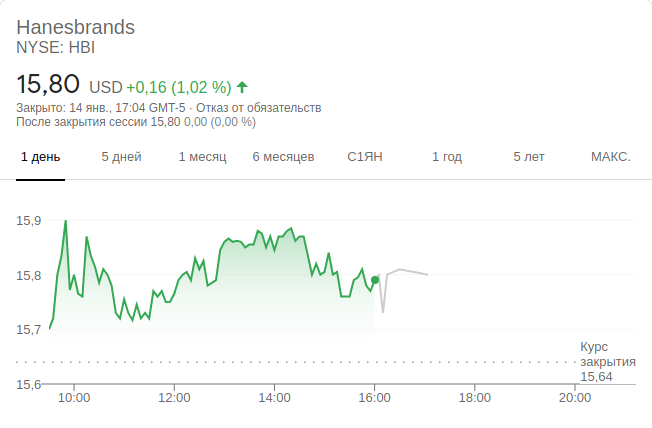 Hanesbrands
NYSE: HBI
15,80 USD +0,16 (1,02 %)
Закрыто: 14 янв., 17:04 GMT-5 · Отказ от обязательств
После закрытия сессии 15,80 0,00 (0,00 %)
1 день 5 дней 1 месяц 6 месяцев С1ЯН 1 год 5 лет МАКС.
15,9
15,8
15,7
Курс
закрытия
15,64
15,6
10:00 12:00 14:00 16:00 18:00 20:00